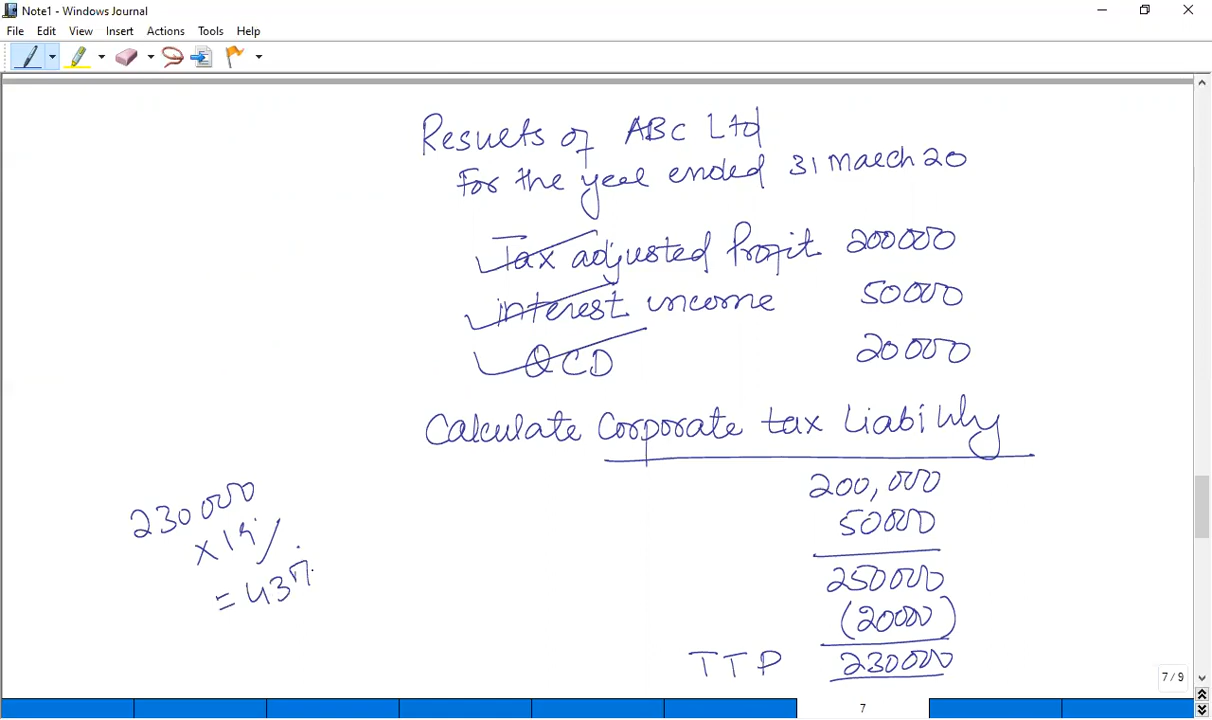 Note1 - Windows Journal
File Edit View Insert Actions Tools Help
Results of ABC Ltd
For the year ended 31 March 20
Tax adjusted Profit 200000
interest income 50000
QCD 20000
Calculate Corporate tax Liability
200,000
50000
250000
(20000)
TTP 230000
230000
x 19%
= 437
7 / 9
7